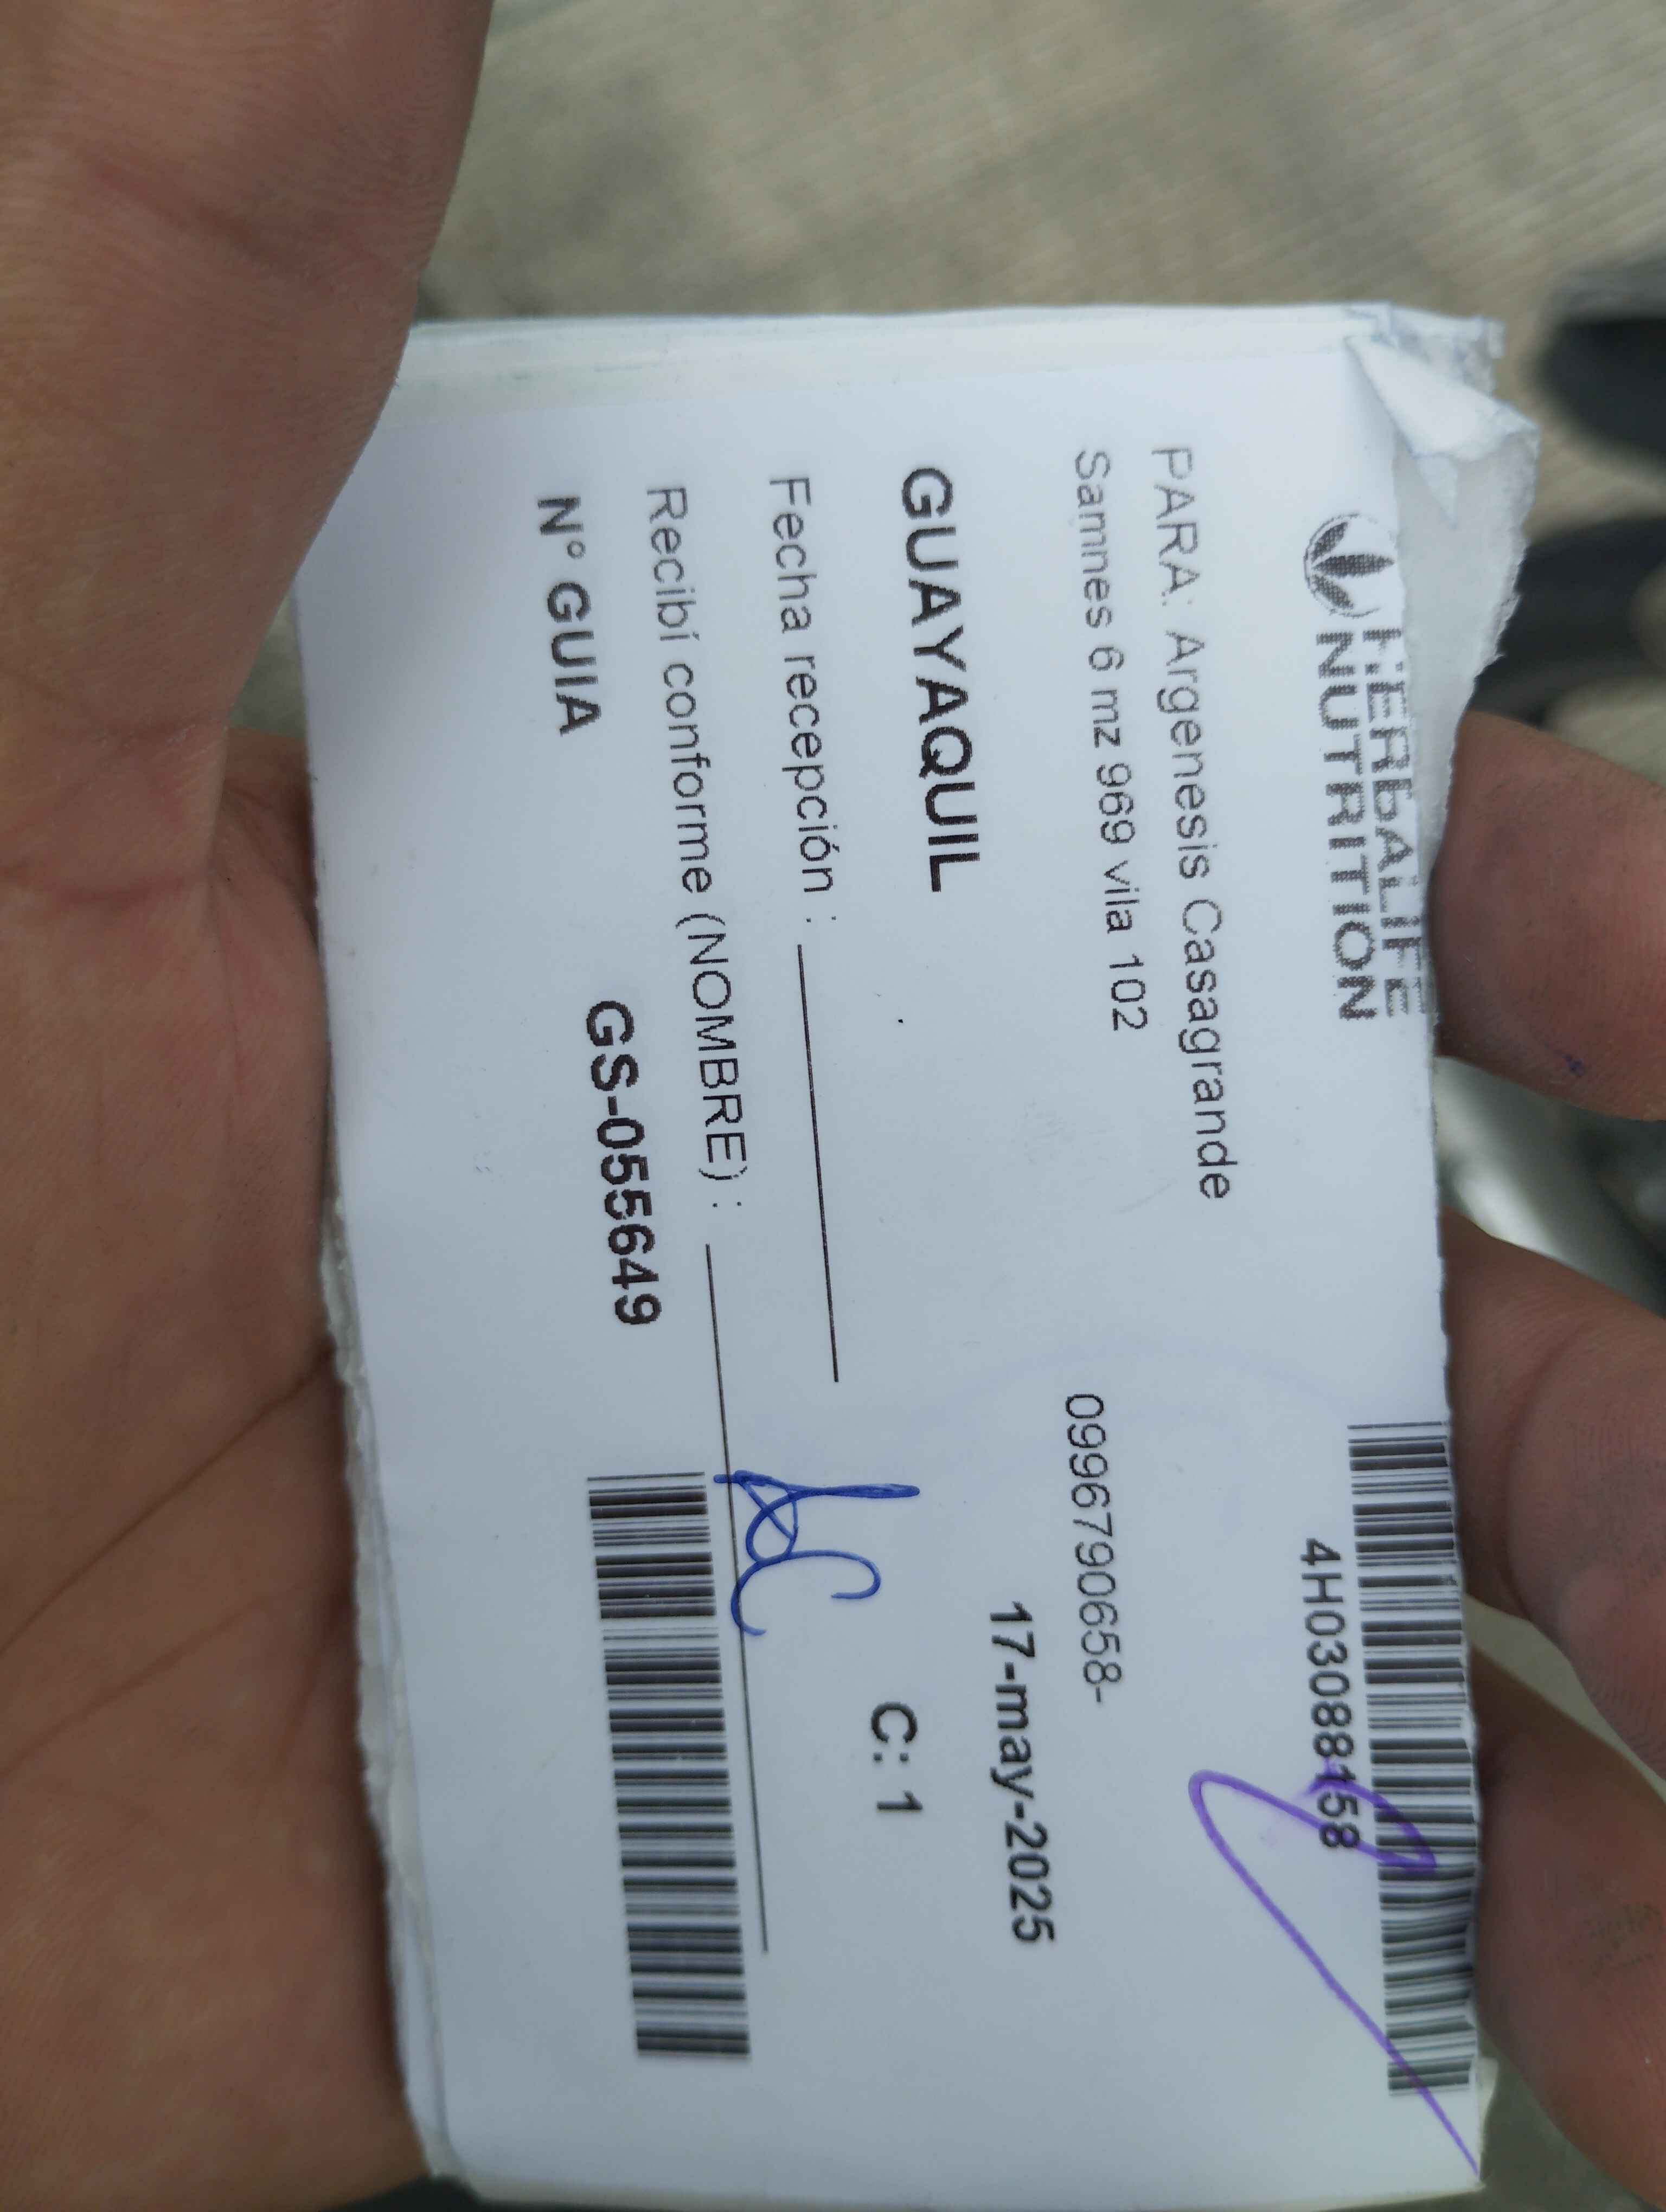 HERBALIFE
NUTRITION
4H03088158
PARA: Argenesis Casagrande
Samnes 6 mz 969 vila 102
0996790658-
17-may-2025
GUAYAQUIL
C: 1
Fecha recepción :
Recibí conforme (NOMBRE) :
N° GUIA
GS-055649